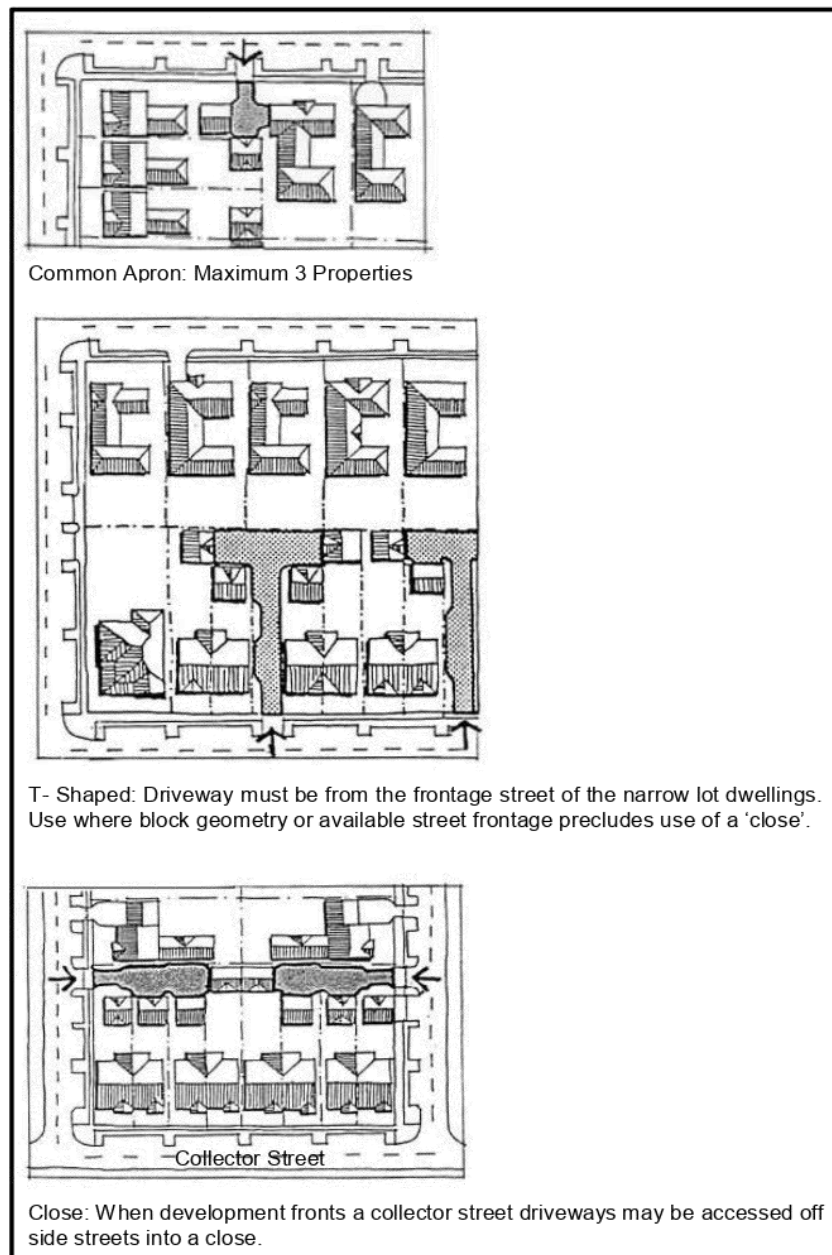 Common Apron: Maximum 3 Properties
T- Shaped: Driveway must be from the frontage street of the narrow lot dwellings.
Use where block geometry or available street frontage precludes use of a ‘close’.
Collector Street
Close: When development fronts a collector street driveways may be accessed off
side streets into a close.